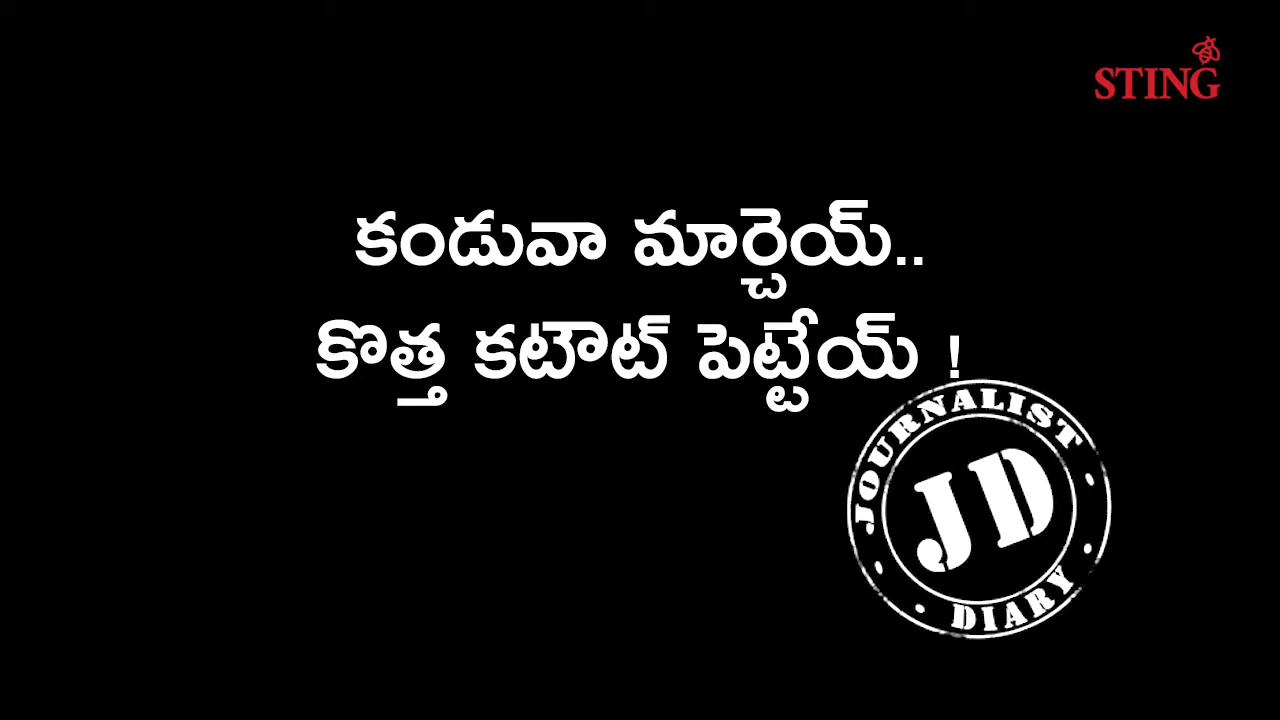 STING
కండువా మార్చెయ్..
కొత్త కటౌట్ పెట్టేయ్ !
JOURNALIST
JD
DIARY